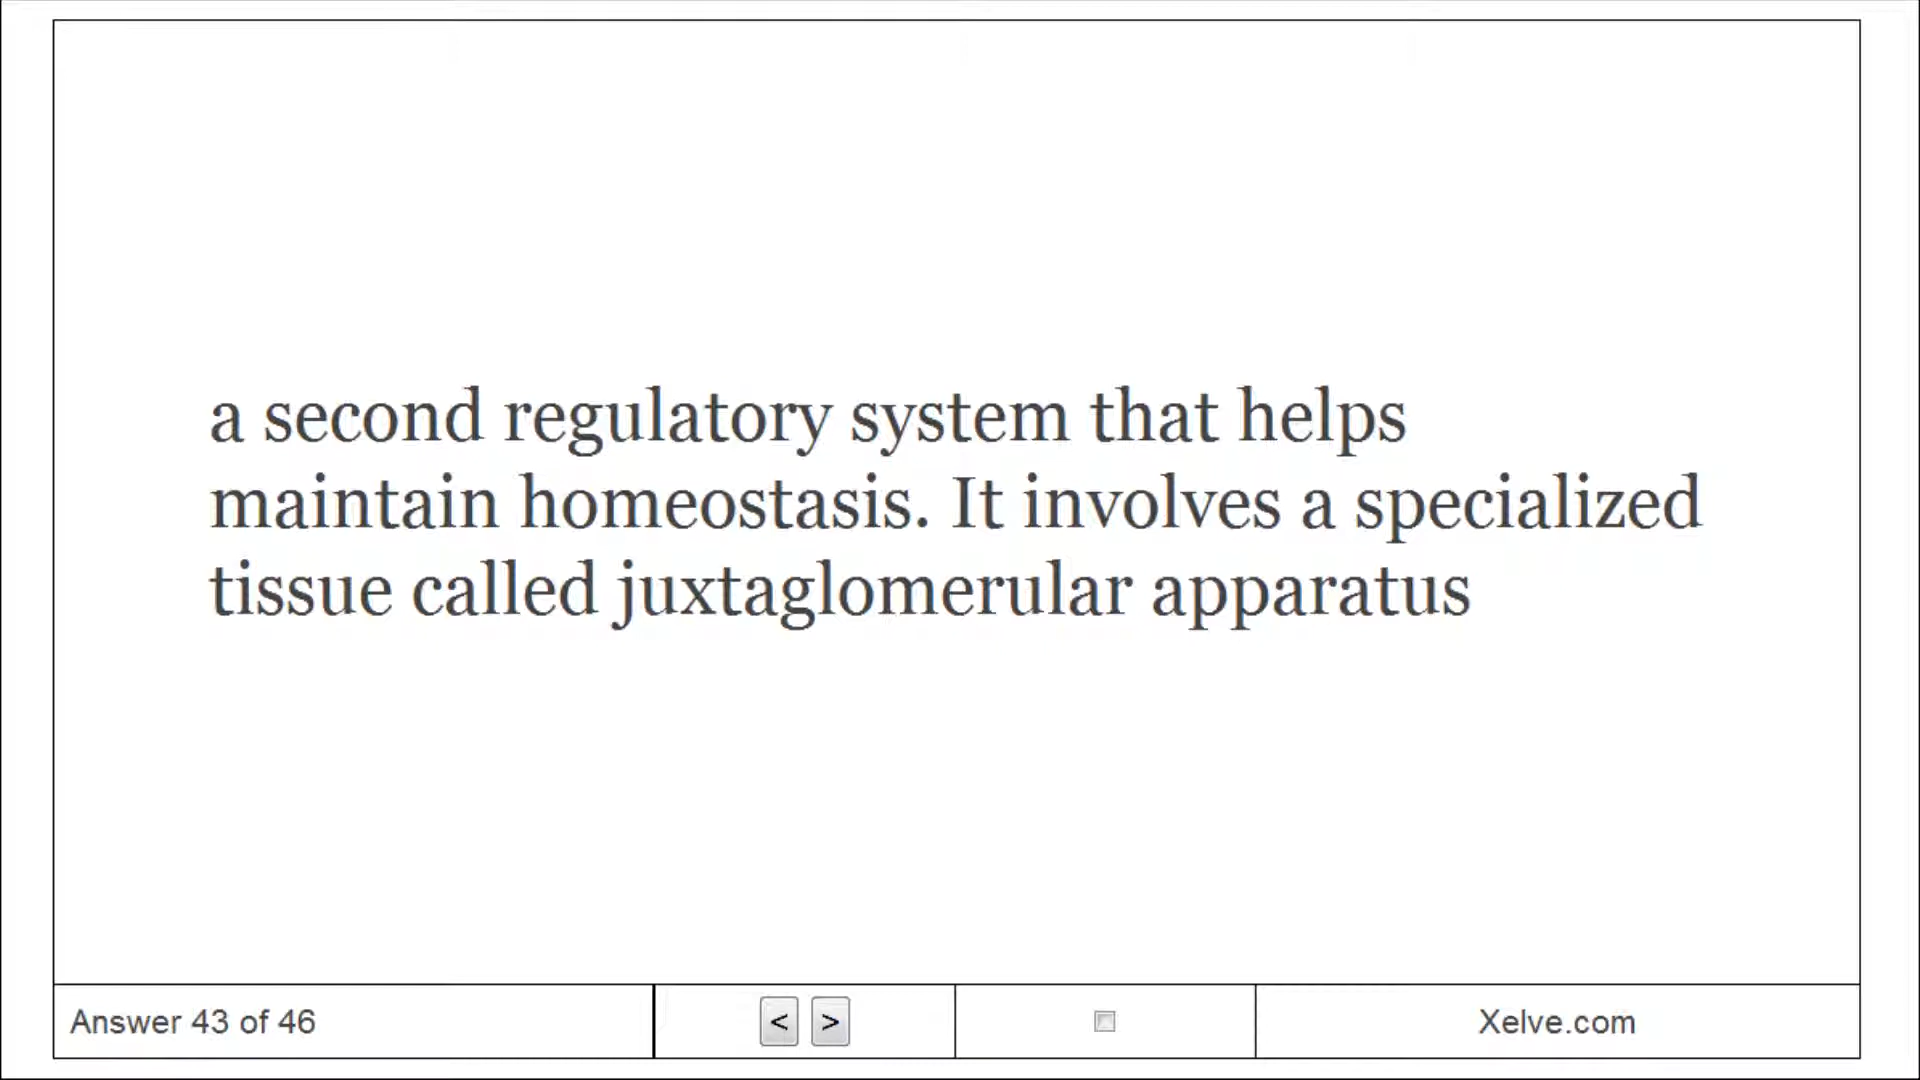 a second regulatory system that helps
maintain homeostasis. It involves a specialized
tissue called juxtaglomerular apparatus
Answer 43 of 46
< >
Xelve.com